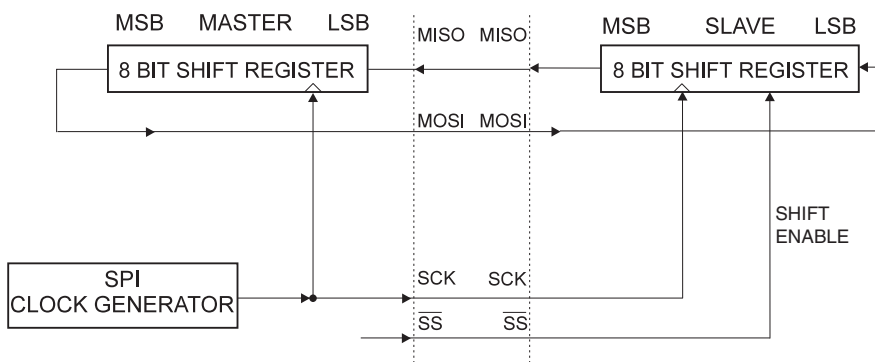 MSB MASTER LSB
MISO MISO
MSB SLAVE LSB
8 BIT SHIFT REGISTER
8 BIT SHIFT REGISTER
MOSI MOSI
SHIFT
ENABLE
SPI
CLOCK GENERATOR
SCK SCK
SS SS